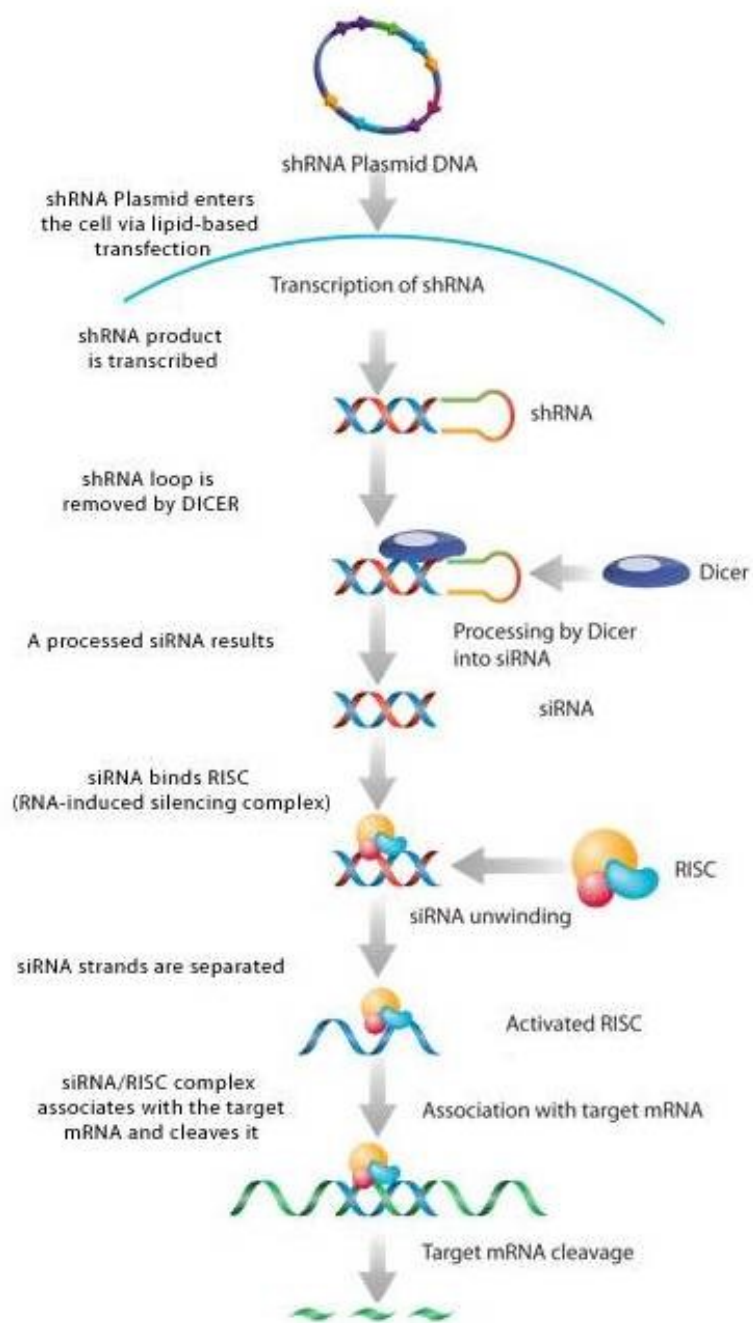 shRNA Plasmid DNA
shRNA Plasmid enters
the cell via lipid-based
transfection
Transcription of shRNA
shRNA product
is transcribed
shRNA
shRNA loop is
removed by DICER
Dicer
A processed siRNA results
Processing by Dicer
into siRNA
siRNA
siRNA binds RISC
(RNA-induced silencing complex)
RISC
siRNA unwinding
siRNA strands are separated
Activated RISC
siRNA/RISC complex
associates with the target
mRNA and cleaves it
Association with target mRNA
Target mRNA cleavage